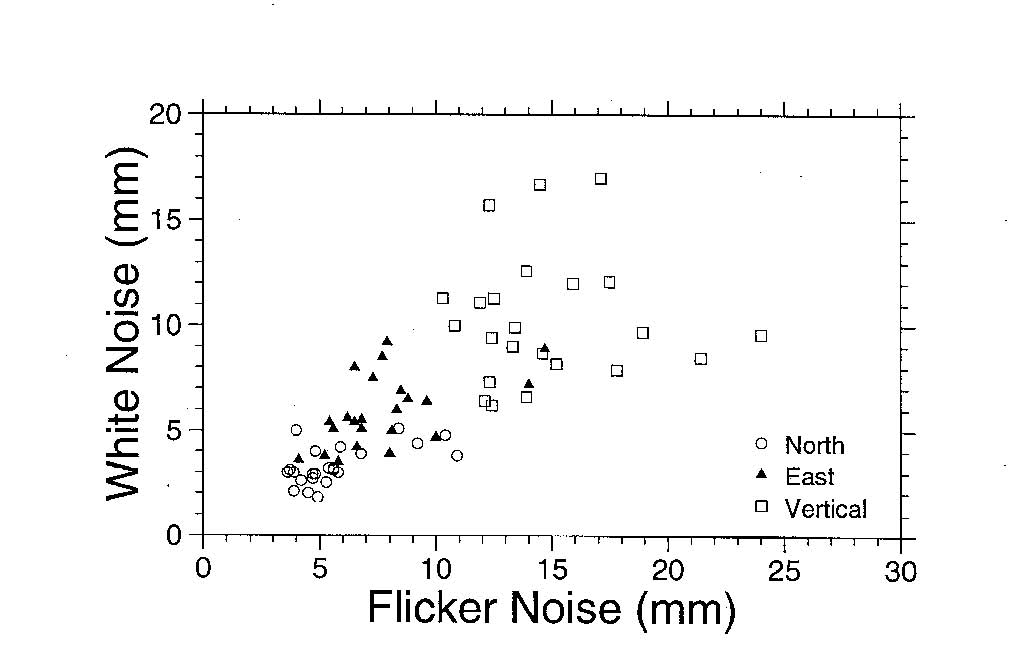 20
15
10
5
0
White Noise (mm)
North
East
Vertical
0 5 10 15 20 25 30
Flicker Noise (mm)